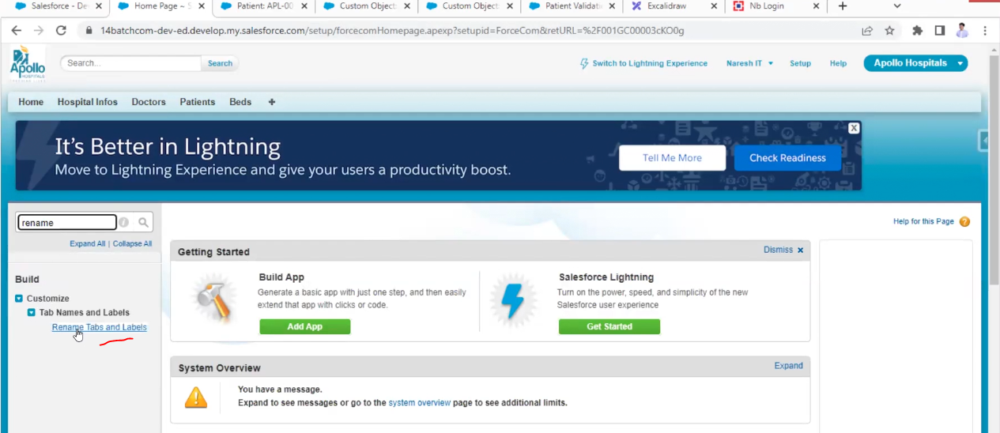 Salesforce - De
Home Page ~ S
Patient: APL-00
Custom Object
Custom Object
Patient Validati
Excalidraw
Nb Login
14batchcom-dev-ed.develop.my.salesforce.com/setup/forcecomHomepage.apexp?setupid=ForceCom&retURL=%2F001GC00003cKO0g
Apollo
HOSPITALS
Search...
Search
Switch to Lightning Experience
Naresh IT
Setup
Help
Apollo Hospitals
Home
Hospital Infos
Doctors
Patients
Beds
It's Better in Lightning
Move to Lightning Experience and give your users a productivity boost.
Tell Me More
Check Readiness
X
rename
Expand All | Collapse All
Build
Customize
Tab Names and Labels
Rename Tabs and Labels
Help for this Page
Getting Started
Dismiss
Build App
Generate a basic app with just one step, and then easily
extend that app with clicks or code.
Add App
Salesforce Lightning
Turn on the power, speed, and simplicity of the new
Salesforce user experience
Get Started
System Overview
Expand
You have a message.
Expand to see messages or go to the system overview page to see additional limits.